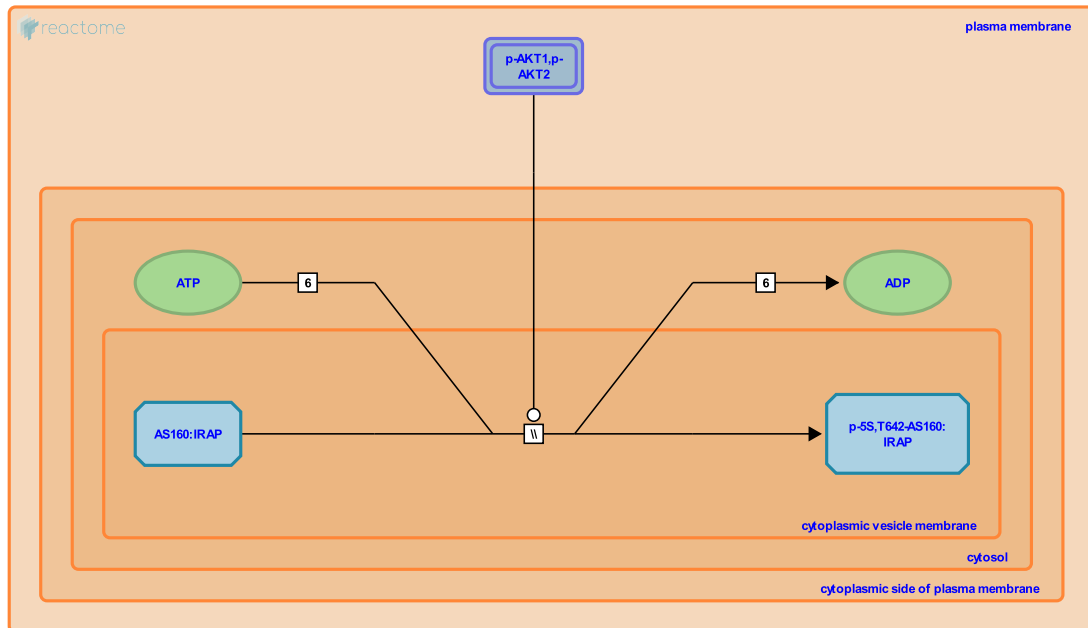 reactome
plasma membrane
p-AKT1,p-
AKT2
ATP
6
6
ADP
AS160:IRAP
\\
p-5S,T642-AS160:
IRAP
cytoplasmic vesicle membrane
cytosol
cytoplasmic side of plasma membrane